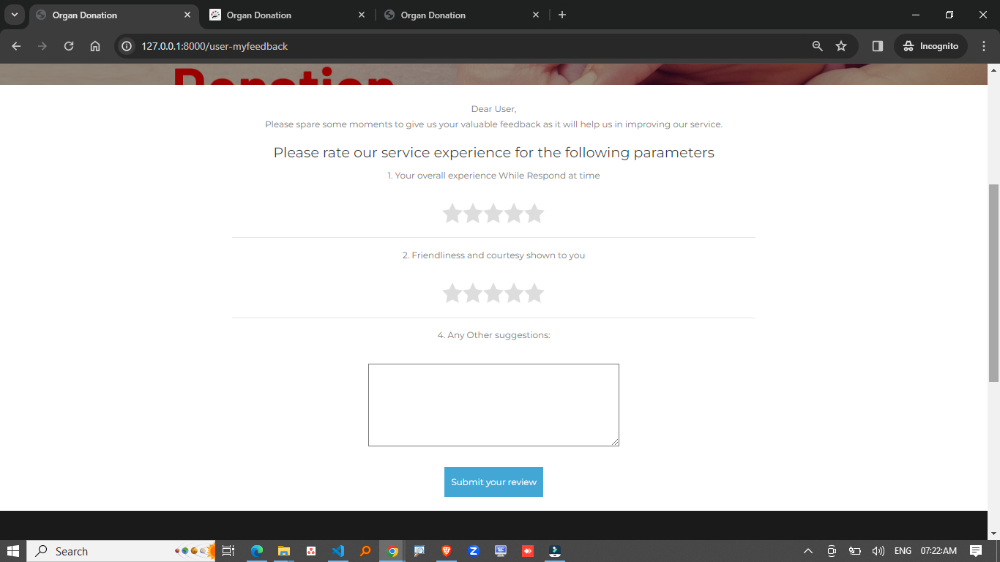 Organ Donation
Organ Donation
Organ Donation
127.0.0.1:8000/user-myfeedback
Incognito
Donation
Dear User,
Please spare some moments to give us your valuable feedback as it will help us in improving our service.
Please rate our service experience for the following parameters
1. Your overall experience While Respond at time
2. Friendliness and courtesy shown to you
4. Any Other suggestions:
Submit your review
Search
ENG
07:22:AM